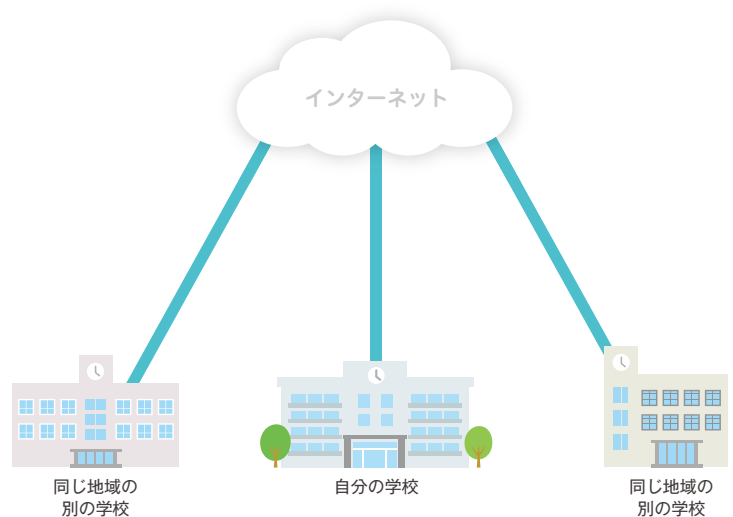 インターネット
同じ地域の
別の学校
自分の学校
同じ地域の
別の学校